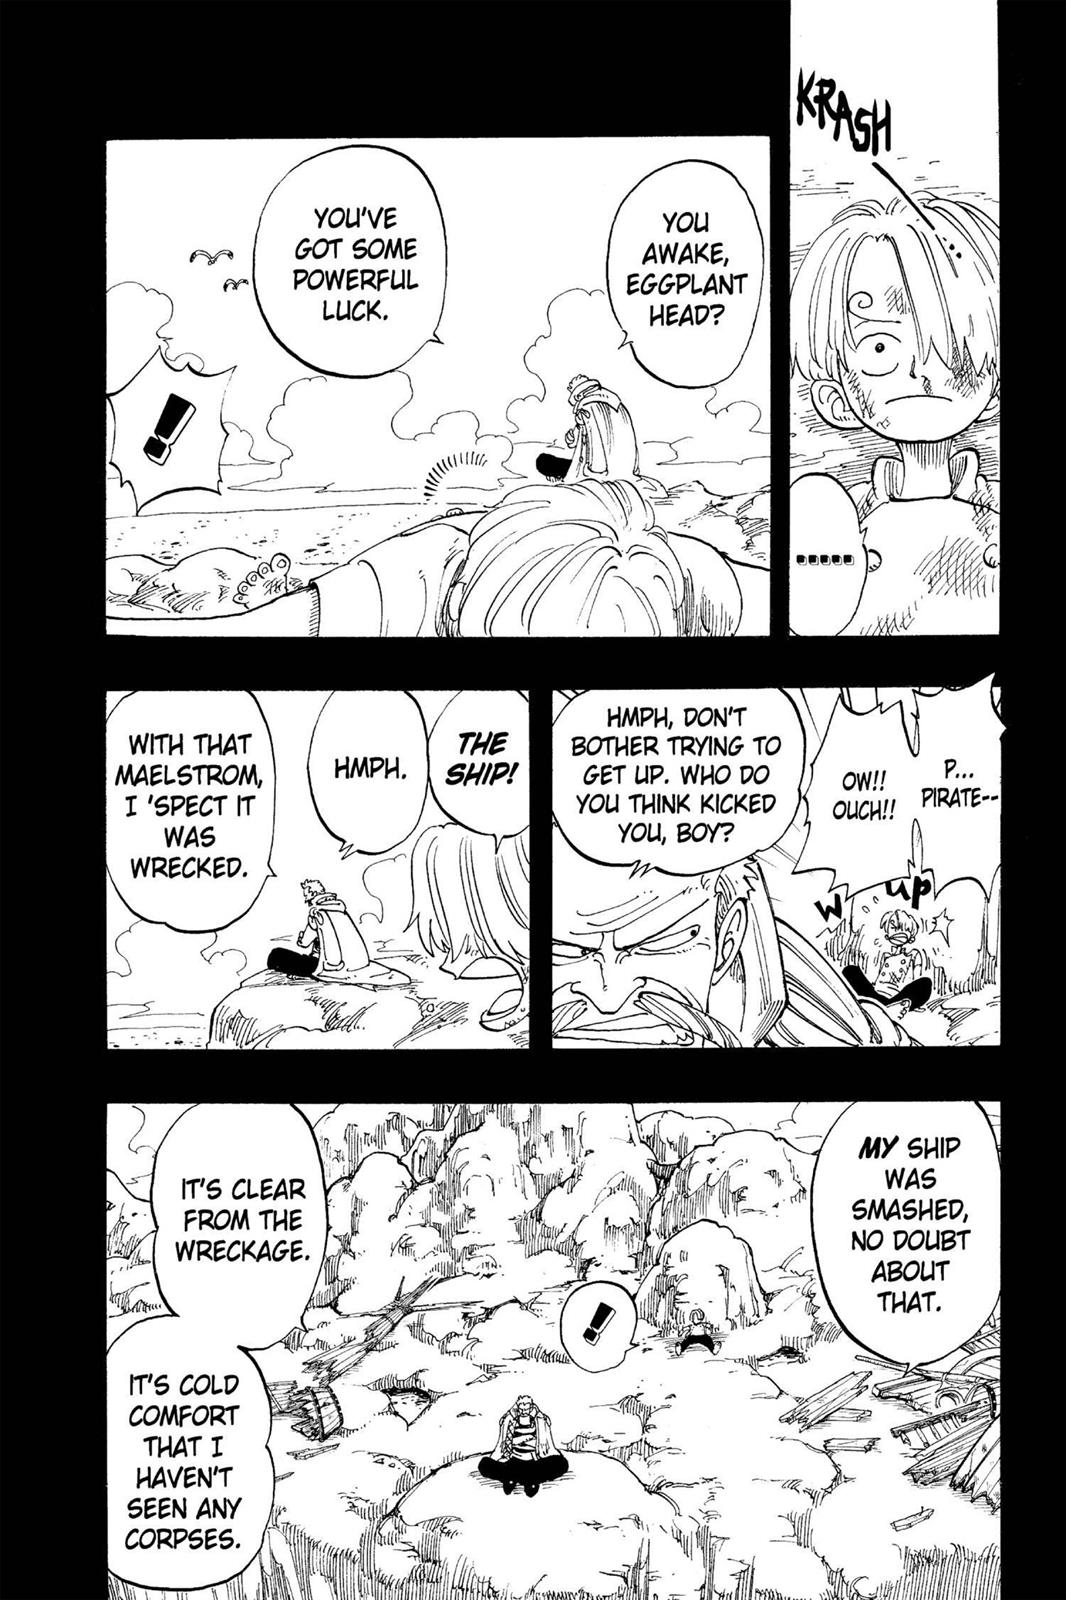 KRASH
.....
YOU
AWAKE,
EGGPLANT
HEAD?
YOU'VE
GOT SOME
POWERFUL
LUCK.
!
P...
PIRATE--
OW!!
OUCH!!
W
UP
HMPH, DON'T
BOTHER TRYING TO
GET UP. WHO DO
YOU THINK KICKED
YOU, BOY?
THE
SHIP!
HMPH.
WITH THAT
MAELSTROM,
I 'SPECT IT
WAS
WRECKED.
MY SHIP
WAS
SMASHED,
NO DOUBT
ABOUT
THAT.
!
IT'S CLEAR
FROM THE
WRECKAGE.
IT'S COLD
COMFORT
THAT I
HAVEN'T
SEEN ANY
CORPSES.